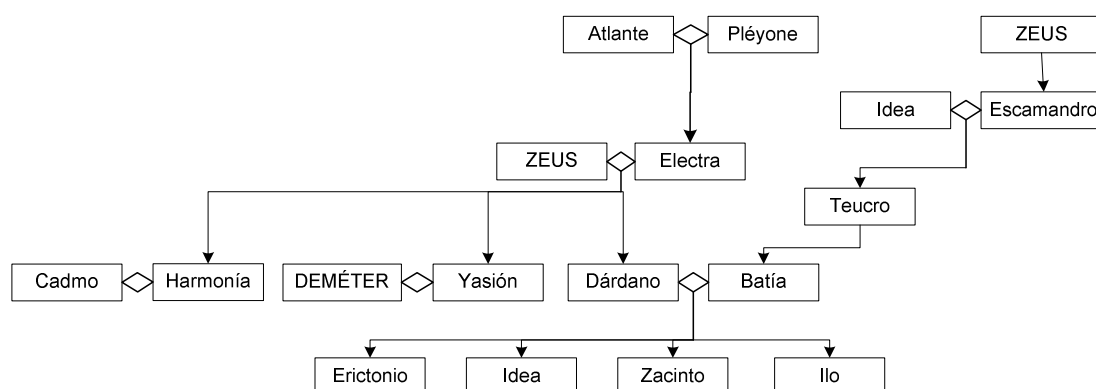 Atlante
Pléyone
ZEUS
Idea
Escamandro
ZEUS
Electra
Teucro
Cadmo
Harmonía
DEMÉTER
Yasión
Dárdano
Batía
Erictonio
Idea
Zacinto
Ilo